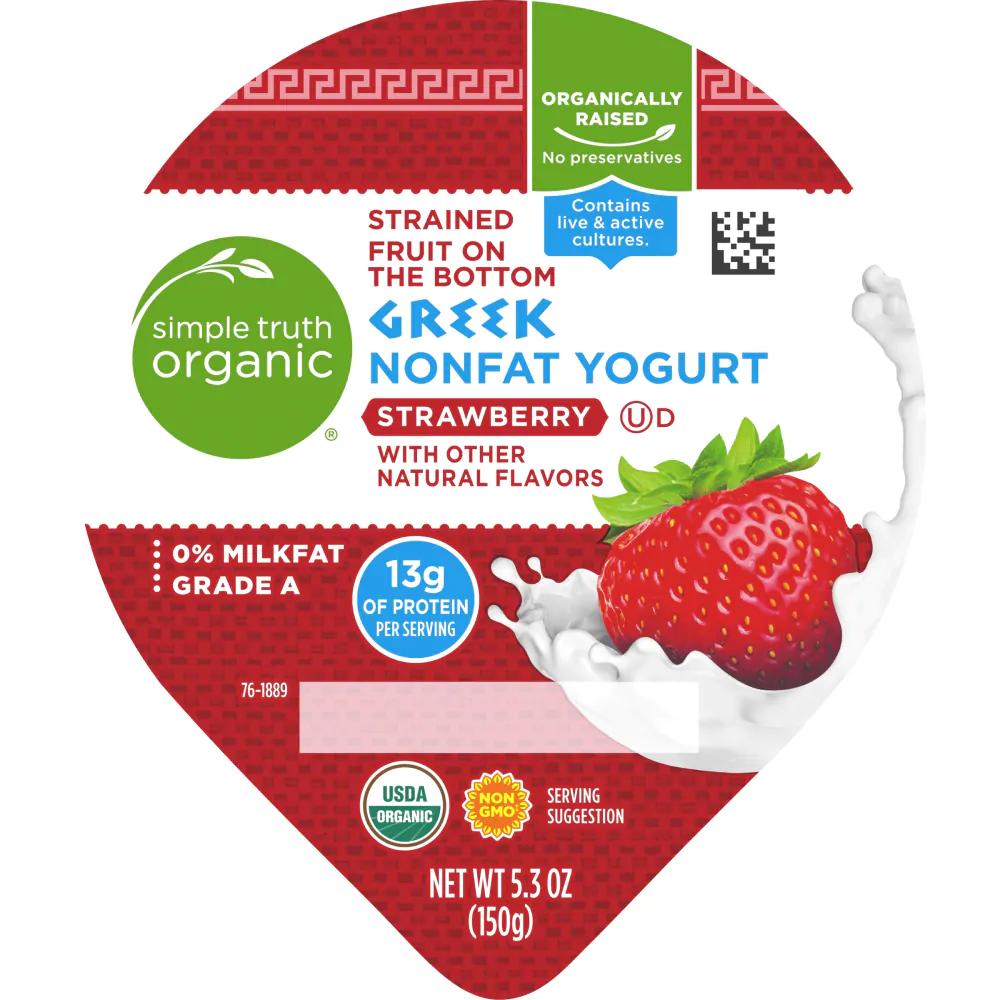 ORGANICALLY
RAISED
No preservatives
Contains
live & active
cultures.
STRAINED
FRUIT ON
THE BOTTOM
GREEK
NONFAT YOGURT
STRAWBERRY
U D
WITH OTHER
NATURAL FLAVORS
simple truth
organic
®
0% MILKFAT
GRADE A
13g
OF PROTEIN
PER SERVING
76-1889
USDA
ORGANIC
NON
GMO
SERVING
SUGGESTION
NET WT 5.3 OZ
(150g)